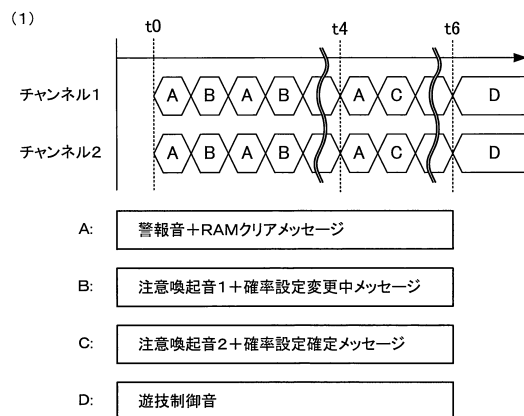 (1)
t0 t4 t6
チャンネル1 A B A B A C D
チャンネル2 A B A B A C D
A: 警報音+RAMクリアメッセージ
B: 注意喚起音1+確率設定変更中メッセージ
C: 注意喚起音2+確率設定確定メッセージ
D: 遊技制御音